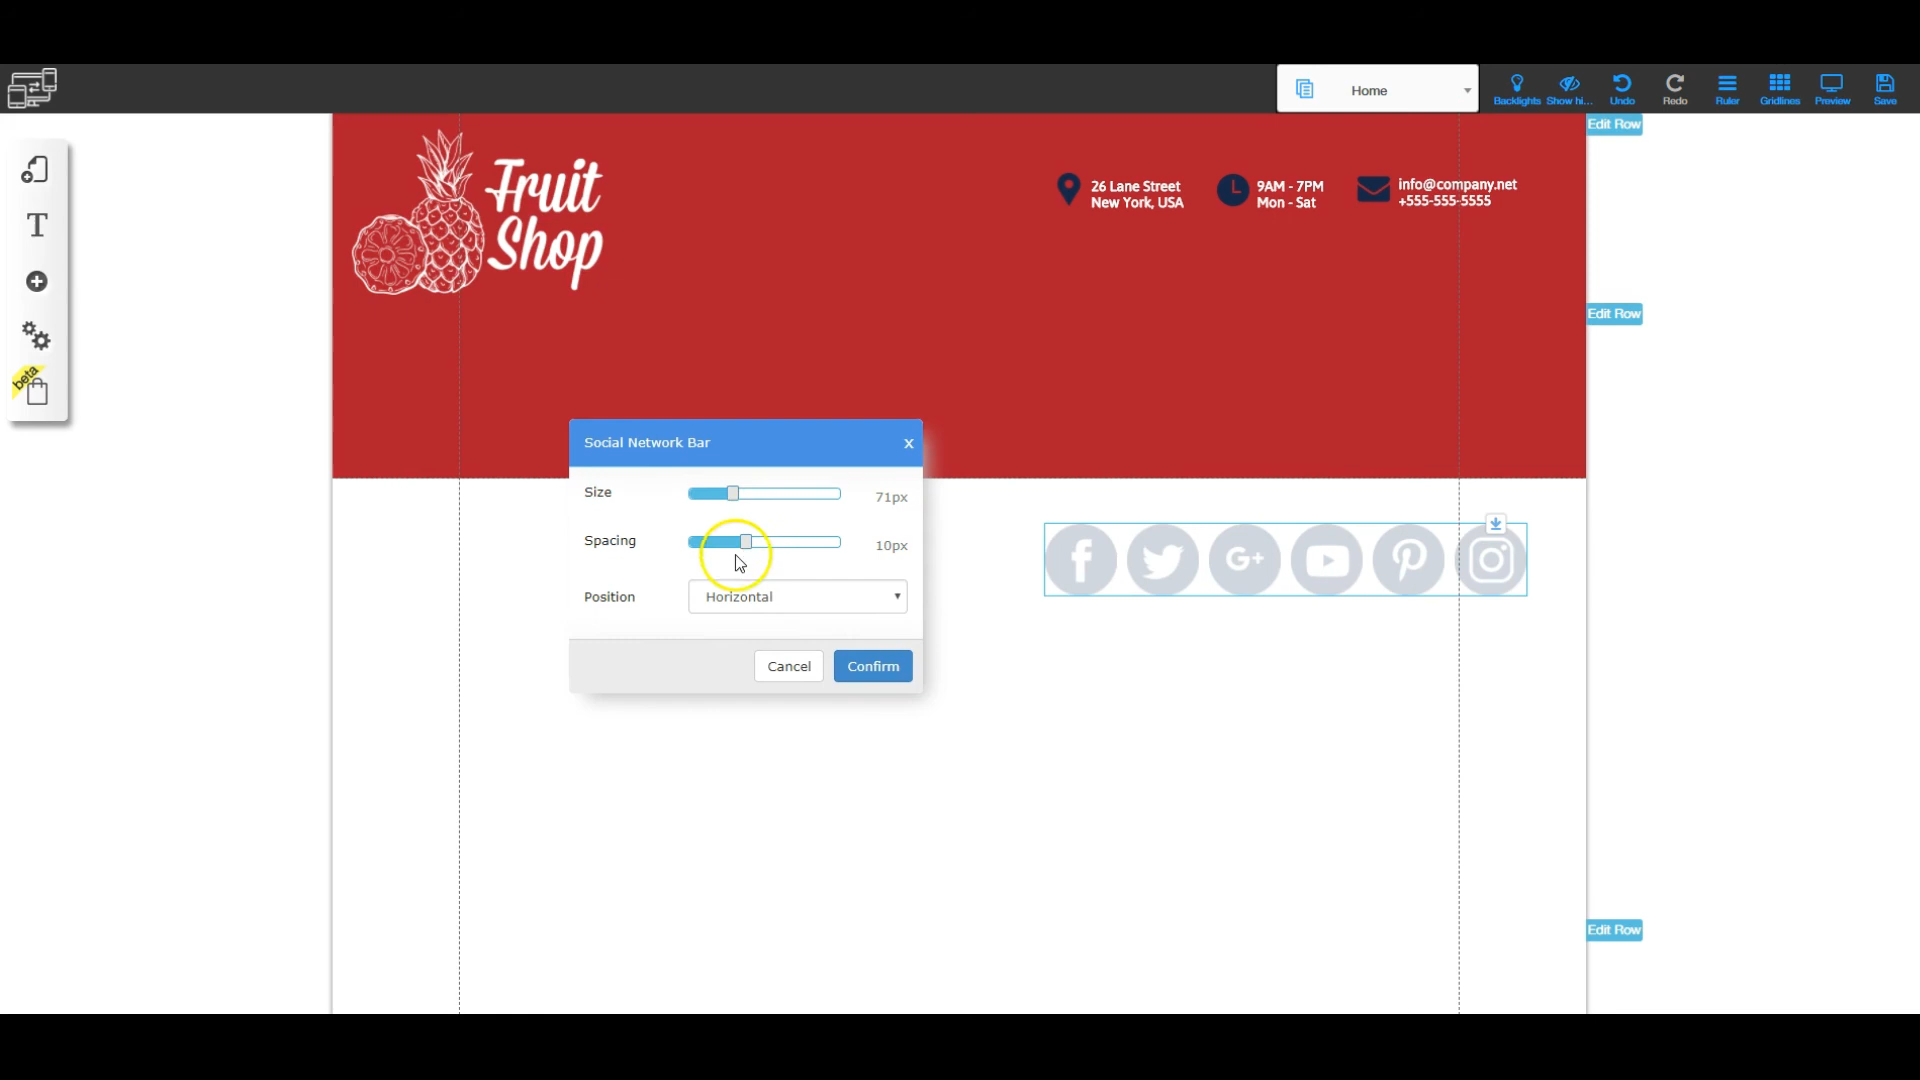 Home
Backlights
Show hi...
Undo
Redo
Ruler
Gridlines
Preview
Save
Edit Row
T
beta
Fruit
Shop
26 Lane Street
New York, USA
9AM - 7PM
Mon - Sat
info@company.net
+555-555-5555
Edit Row
Social Network Bar
x
Size
71px
Spacing
10px
Position
Horizontal
Cancel
Confirm
f
G+
Edit Row